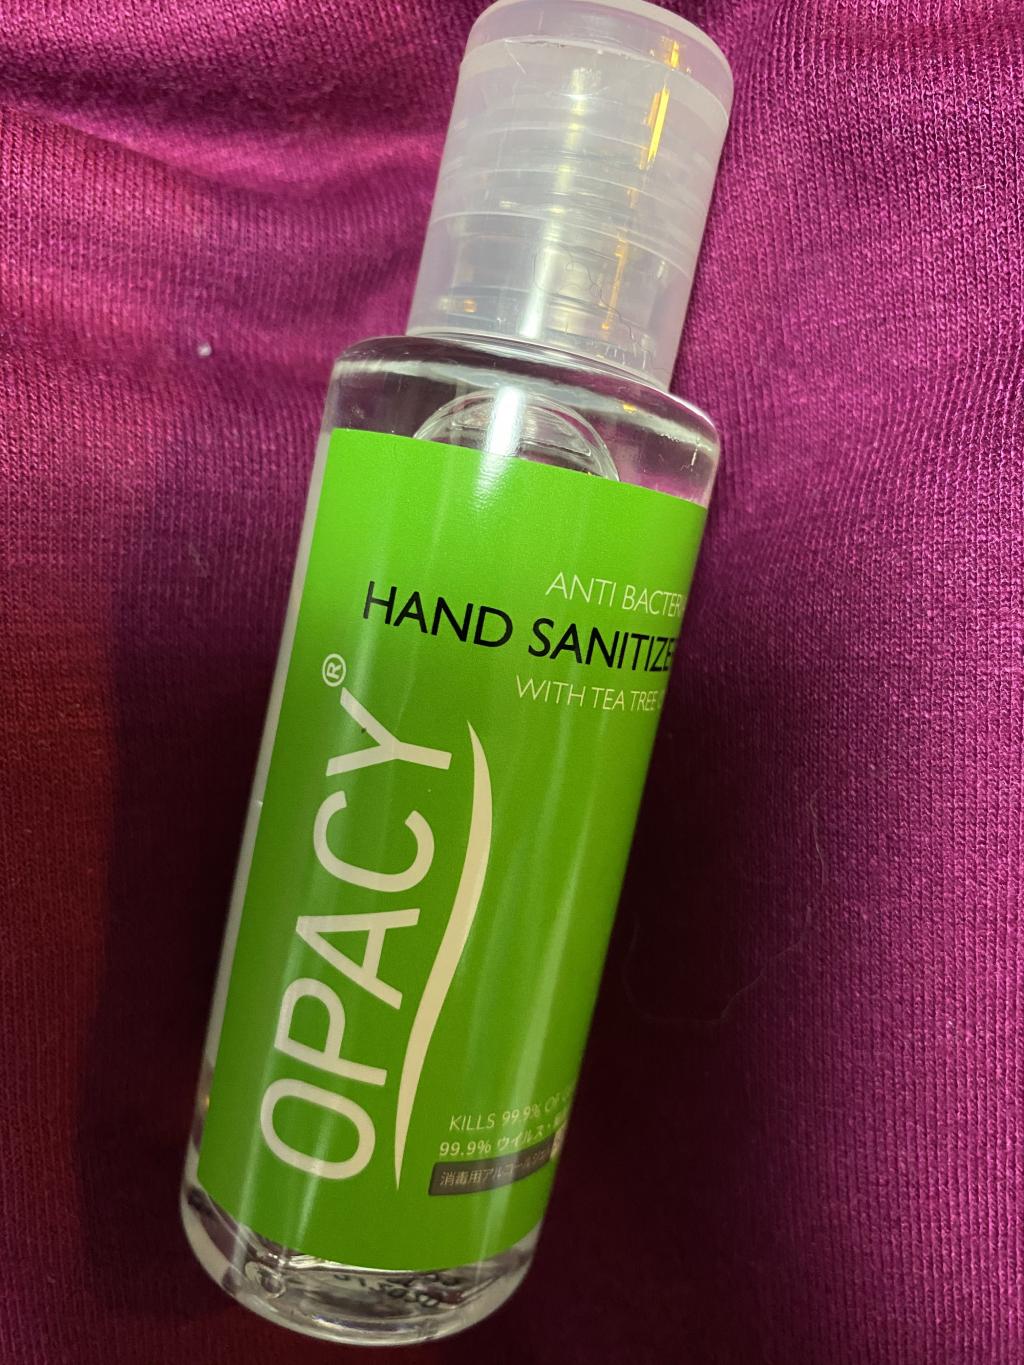 ANTI BACTER
HAND SANITIZE
WITH TEA TREE
OPACY®
KILLS 99.9% OF
99.9% ウイルス・
消毒用アルコール